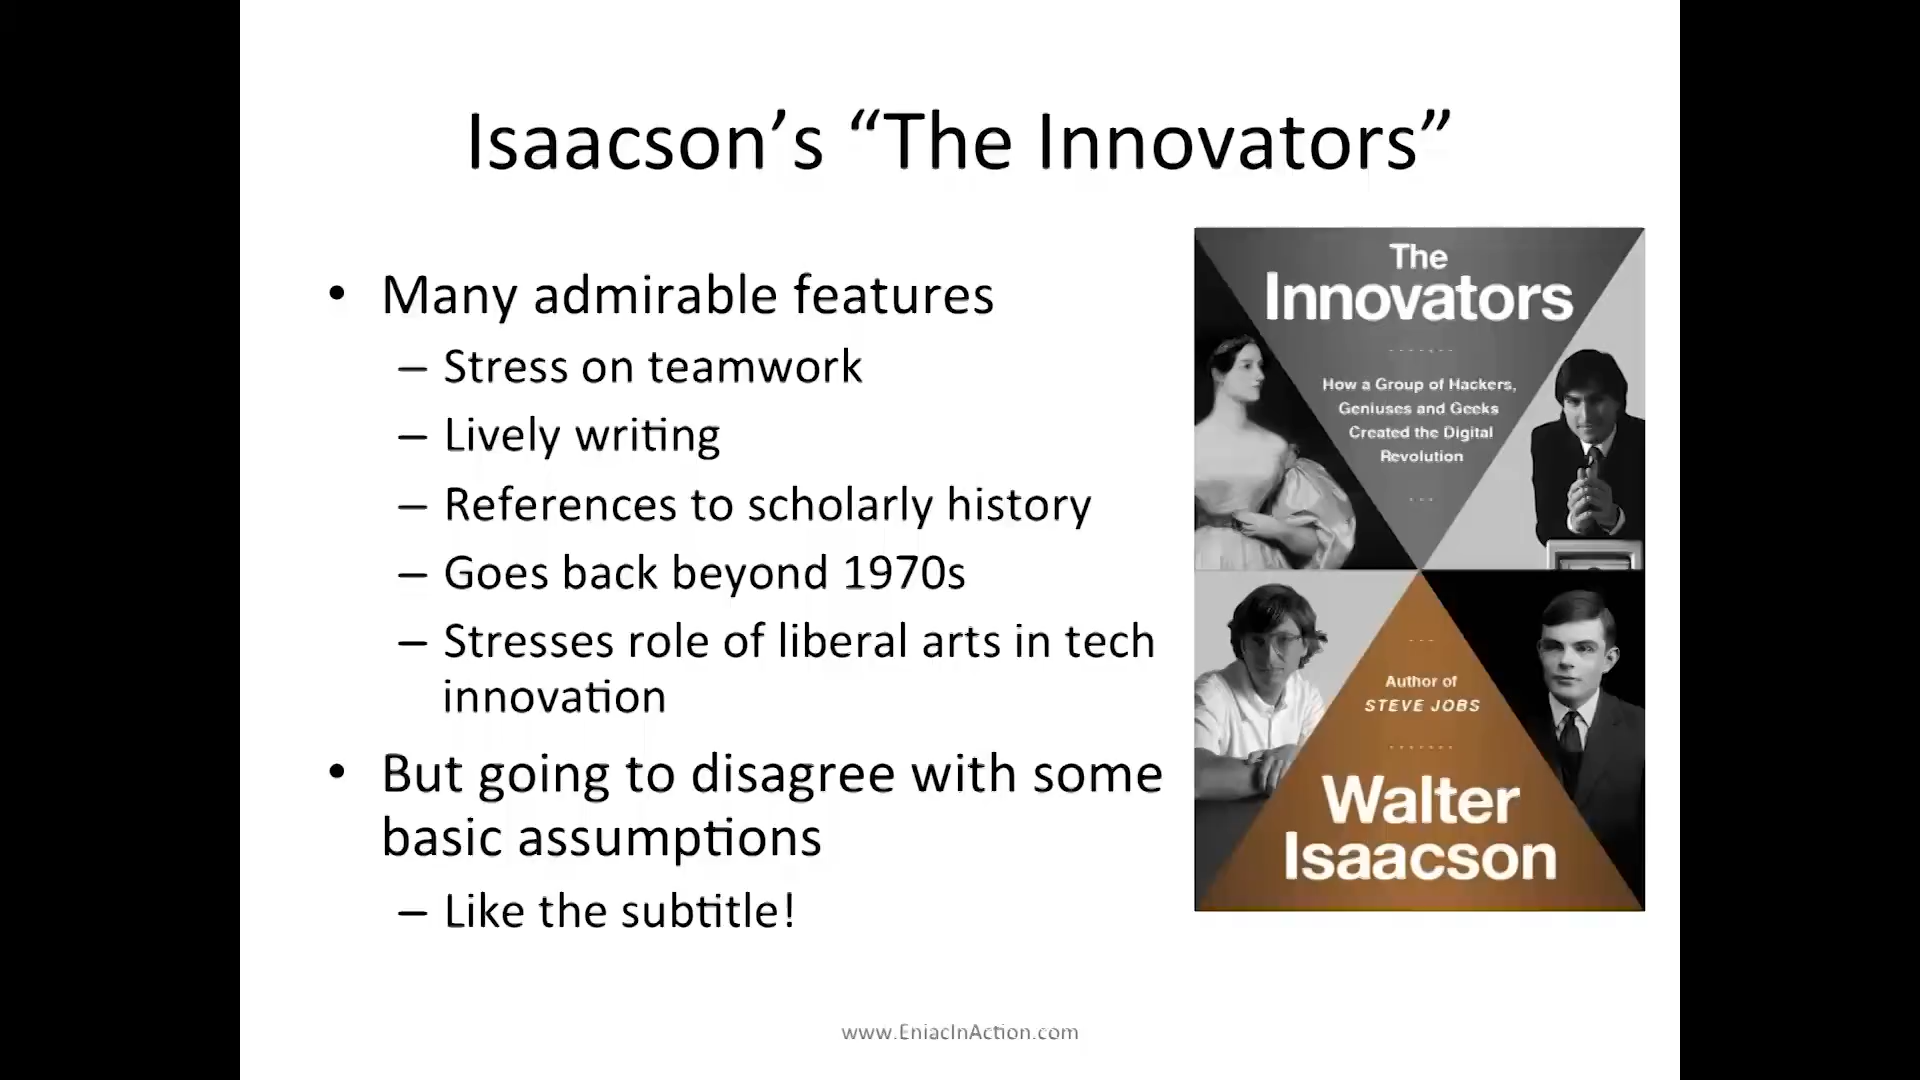 Isaacson’s “The Innovators”
• Many admirable features
– Stress on teamwork
– Lively writing
– References to scholarly history
– Goes back beyond 1970s
– Stresses role of liberal arts in tech
innovation
• But going to disagree with some
basic assumptions
– Like the subtitle!
The
Innovators
How a Group of Hackers,
Geniuses and Geeks
Created the Digital
Revolution
Author of
STEVE JOBS
Walter
Isaacson
www.EniacInAction.com